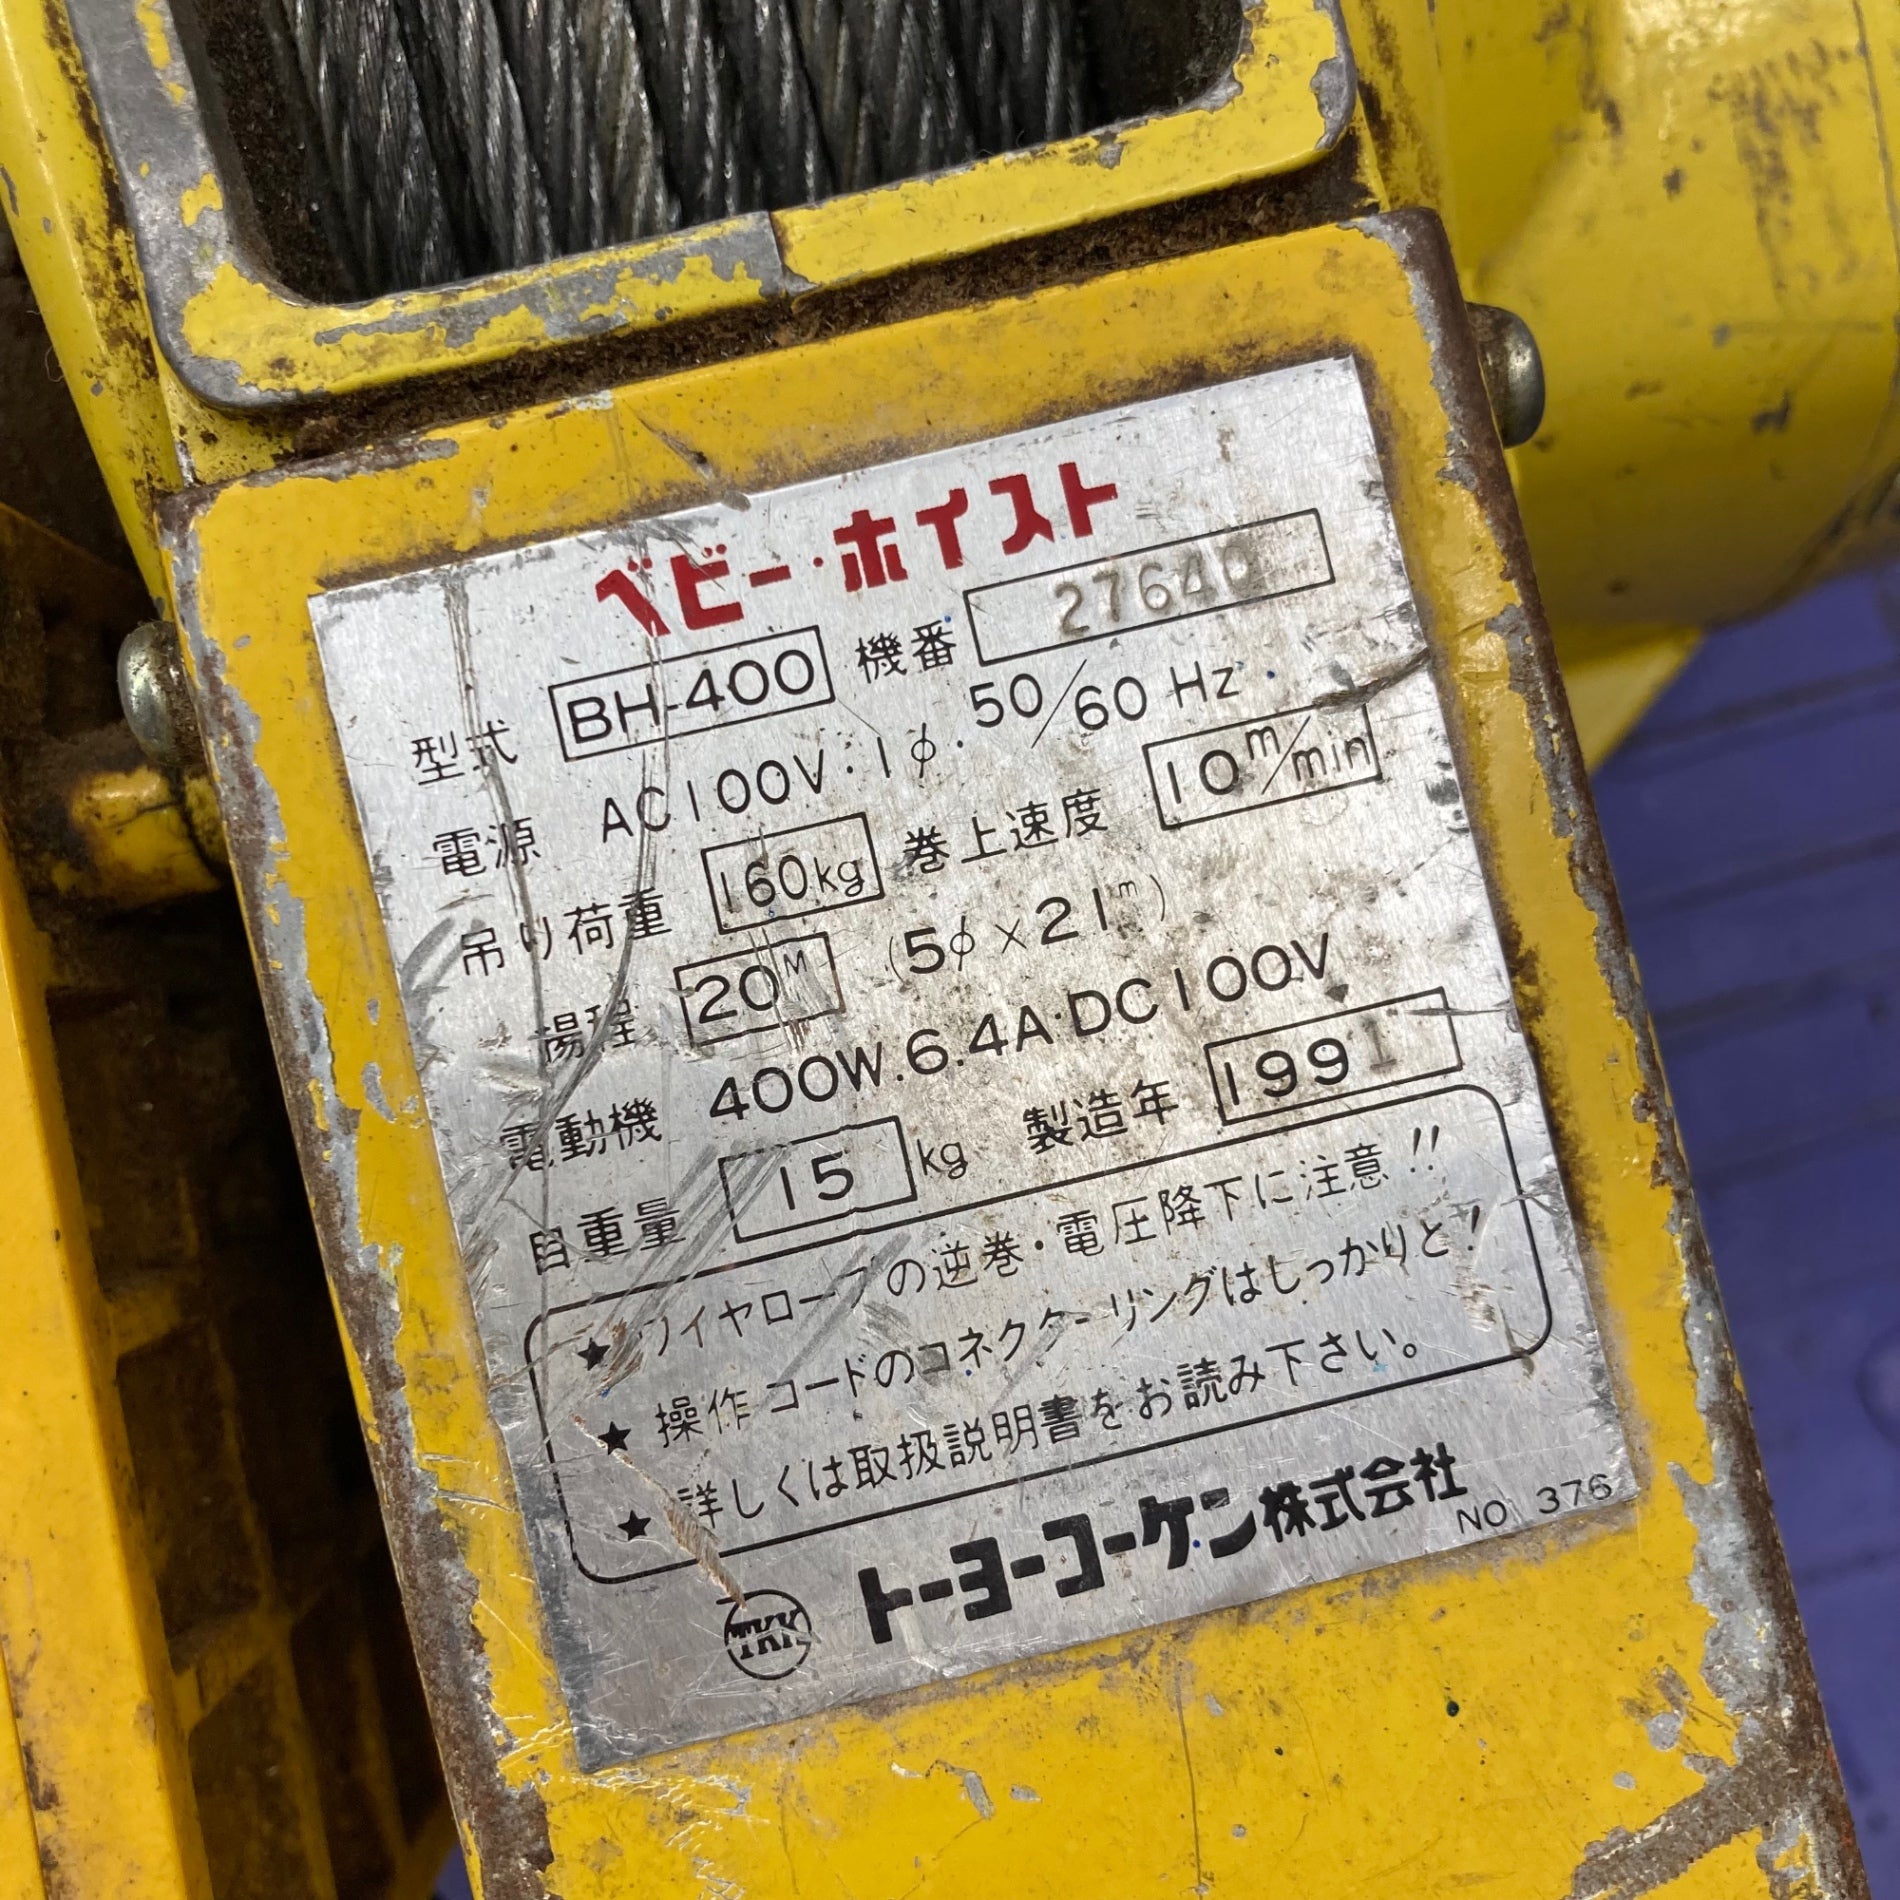 ベビー・ホイスト
型式 BH-400 機番 27640
電源 AC100V・1φ・50/60Hz
吊り荷重 160kg 巻上速度 10m/min
揚程 20M (5φ×21m)
電動機 400W.6.4A・DC100V
自重量 15kg 製造年 1991
★ ワイヤロープの逆巻・電圧降下に注意!!
★ 操作コードのコネクターリングはしっかりと!
★ 詳しくは取扱説明書をお読み下さい。
TKK トーヨーコーケン株式会社
NO 376